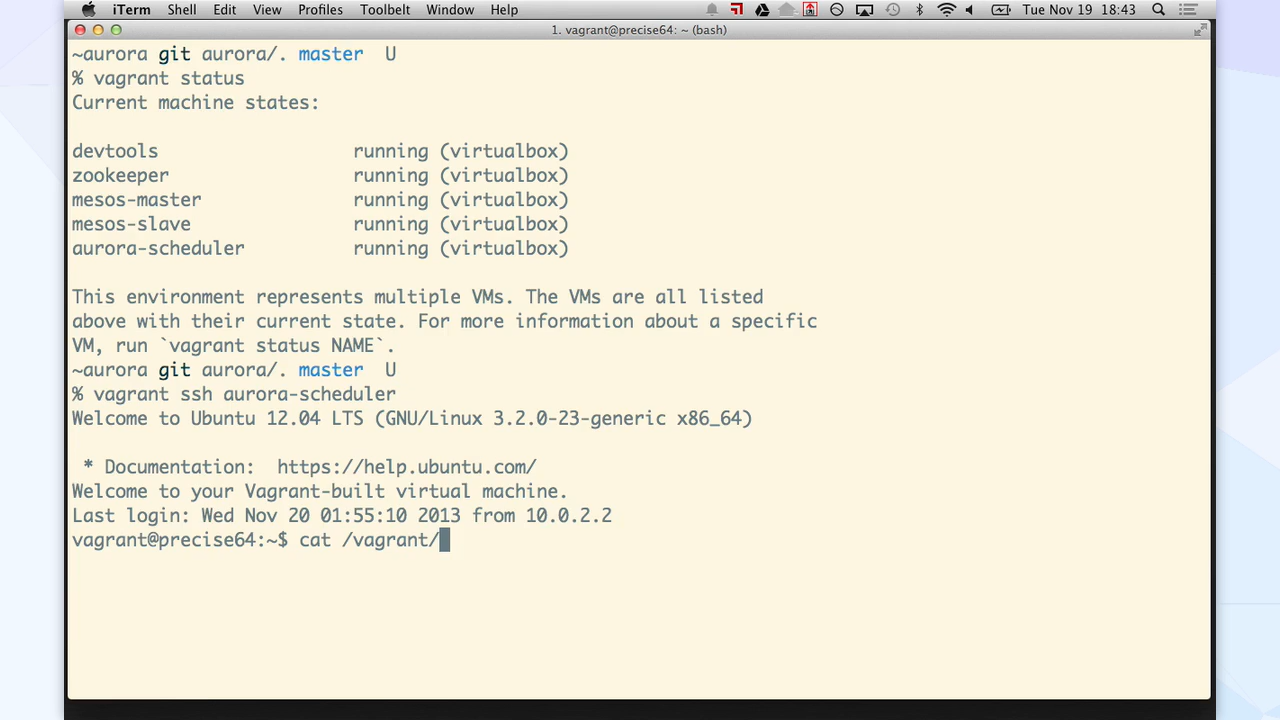 iTerm Shell Edit View Profiles Toolbelt Window Help Tue Nov 19 18:43
1. vagrant@precise64: ~ (bash)
~aurora git aurora/. master U
% vagrant status
Current machine states:
devtools running (virtualbox)
zookeeper running (virtualbox)
mesos-master running (virtualbox)
mesos-slave running (virtualbox)
aurora-scheduler running (virtualbox)
This environment represents multiple VMs. The VMs are all listed
above with their current state. For more information about a specific
VM, run `vagrant status NAME`.
~aurora git aurora/. master U
% vagrant ssh aurora-scheduler
Welcome to Ubuntu 12.04 LTS (GNU/Linux 3.2.0-23-generic x86_64)
* Documentation: https://help.ubuntu.com/
Welcome to your Vagrant-built virtual machine.
Last login: Wed Nov 20 01:55:10 2013 from 10.0.2.2
vagrant@precise64:~$ cat /vagrant/